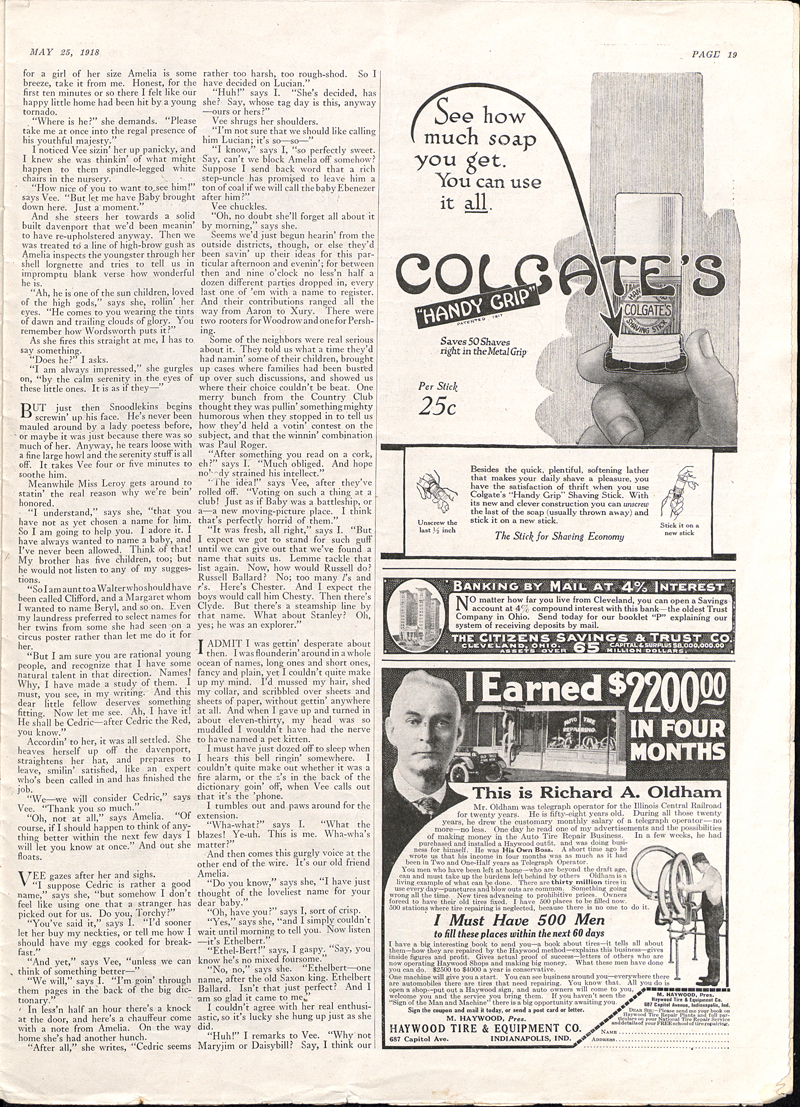 MAY 25, 1918
PAGE 19
for a girl of her size Amelia is some
breeze, take it from me. Honest, for the
first ten minutes or so there I felt like our
happy little home had been hit by a young
tornado.
"Where is he?" she demands. "Please
take me at once into the regal presence of
his youthful majesty."
I noticed Vee sizin' her up panicky, and
I knew she was thinkin' of what might
happen to them spindle-legged white
chairs in the nursery.
"How nice of you to want to see him!"
says Vee. "But let me have Baby brought
down here. Just a moment."
And she steers her towards a solid
built davenport that we'd been meanin'
to have re-upholstered anyway. Then we
was treated to a line of high-brow gush as
Amelia inspects the youngster through her
shell lorgnette and tries to tell us in
impromptu blank verse how wonderful
he is.
"Ah, he is one of the sun children, loved
of the high gods," says she, rollin' her
eyes. "He comes to you wearing the tints
of dawn and trailing clouds of glory. You
remember how Wordsworth puts it?"
As she fires this straight at me, I has to
say something.
"Does he?" I asks.
"I am always impressed," she gurgles
on, "by the calm serenity in the eyes of
these little ones. It is as if they—"
BUT just then Snoodlekins begins
screwin' up his face. He's never been
mauled around by a lady poetess before,
or maybe it was just because there was so
much of her. Anyway, he tears loose with
a fine large howl and the serenity stuff is all
off. It takes Vee four or five minutes to
soothe him.
Meanwhile Miss Leroy gets around to
statin' the real reason why we're bein'
honored.
"I understand," says she, "that you
have not as yet chosen a name for him.
So I am going to help you. I adore it. I
have always wanted to name a baby, and
I've never been allowed. Think of that!
My brother has five children, too; but
he would not listen to any of my sugges-
tions.
"So I am aunt to a Walter who should have
been called Clifford, and a Margaret whom
I wanted to name Beryl, and so on. Even
my laundress preferred to select names for
her twins from some she had seen on a
circus poster rather than let me do it for
her.
"But I am sure you are rational young
people, and recognize that I have some
natural talent in that direction. Names!
Why, I have made a study of them. I
must, you see, in my writing. And this
dear little fellow deserves something
fitting. Now let me see. Ah, I have it!
He shall be Cedric—after Cedric the Red,
you know."
Accordin' to her, it was all settled. She
heaves herself up off the davenport,
straightens her hat, and prepares to
leave, smilin' satisfied, like an expert
who's been called in and has finished the
job.
"We—we will consider Cedric," says
Vee. "Thank you so much."
"Oh, not at all," says Amelia. "Of
course, if I should happen to think of any-
thing better within the next few days I
will let you know at once." And out she
floats.
VEE gazes after her and sighs.
"I suppose Cedric is rather a good
name," says she, "but somehow I don't
feel like using one that a stranger has
picked out for us. Do you, Torchy?"
"You've said it," says I. "I'd sooner
let her buy my neckties, or tell me how I
should have my eggs cooked for break-
fast."
"And yet," says Vee, "unless we can
think of something better—"
"We will," says I. "I'm goin' through
them pages in the back of the big dic-
tionary."
In less'n half an hour there's a knock
at the door, and here's a chauffeur come
with a note from Amelia. On the way
home she's had another hunch.
"After all," she writes, "Cedric seems
rather too harsh, too rough-shod. So I
have decided on Lucian."
"Huh!" says I. "She's decided, has
she? Say, whose tag day is this, anyway
—ours or hers?"
Vee shrugs her shoulders.
"I'm not sure that we should like calling
him Lucian; it's so—so—"
"I know," says I, "so perfectly sweet.
Say, can't we block Amelia off somehow?
Suppose I send back word that a rich
step-uncle has promised to leave him a
ton of coal if we will call the baby Ebenezer
after him?"
Vee chuckles.
"Oh, no doubt she'll forget all about it
by morning," says she.
Seems we'd just begun hearin' from the
outside districts, though, or else they'd
been savin' up their ideas for this par-
ticular afternoon and evenin'; for between
then and nine o'clock no less'n half a
dozen different parties dropped in, every
last one of 'em with a name to register.
And their contributions ranged all the
way from Aaron to Xury. There were
two rooters for Woodrow and one for Persh-
ing.
Some of the neighbors were real serious
about it. They told us what a time they'd
had namin' some of their children, brought
up cases where families had been busted
up over such discussions, and showed us
where their choice couldn't be beat. One
merry bunch from the Country Club
thought they was pullin' something mighty
humorous when they stopped in to tell us
how they'd held a votin' contest on the
subject, and that the winnin' combination
was Paul Roger.
"After something you read on a cork,
eh?" says I. "Much obliged. And hope
no'dy strained his intellect."
"The idea!" says Vee, after they've
rolled off. "Voting on such a thing at a
club! Just as if Baby was a battleship, or
a—a new moving-picture place. I think
that's perfectly horrid of them."
"It was fresh, all right," says I. "But
I expect we got to stand for such guff
until we can give out that we've found a
name that suits us. Lemme tackle that
list again. Now, how would Russell do?
Russell Ballard? No; too many l's and
r's. Here's Chester. And I expect the
boys would call him Chesty. Then there's
Clyde. But there's a steamship line by
that name. What about Stanley? Oh,
yes; he was an explorer."
I ADMIT I was gettin' desperate about
then. I was flounderin' around in a whole
ocean of names, long ones and short ones,
fancy and plain, yet I couldn't quite make
up my mind. I'd mussed my hair, shed
my collar, and scribbled over sheets and
sheets of paper, without gettin' anywhere
at all. And when I gave up and turned in
about eleven-thirty, my head was so
muddled I wouldn't have had the nerve
to have named a pet kitten.
I must have just dozed off to sleep when
I hears this bell ringin' somewhere. I
couldn't quite make out whether it was a
fire alarm, or the z's in the back of the
dictionary goin' off, when Vee calls out
that it's the 'phone.
I tumbles out and paws around for the
extension.
"Wha-what?" says I. "What the
blazes! Ye-uh. This is me. Wha-wha's
matter?"
And then comes this gurgly voice at the
other end of the wire. It's our old friend
Amelia.
"Do you know," says she, "I have just
thought of the loveliest name for your
dear baby."
"Oh, have you?" says I, sort of crisp.
"Yes," says she, "and I simply couldn't
wait until morning to tell you. Now listen
—it's Ethelbert."
"Ethel-Bert!" says I, gaspy. "Say, you
know he's no mixed foursome."
"No, no," says she. "Ethelbert—one
name, after the old Saxon king. Ethelbert
Ballard. Isn't that just perfect? And I
am so glad it came to me."
I couldn't agree with her real enthusi-
astic, so it's lucky she hung up just as she
did.
"Huh!" I remarks to Vee. "Why not
Maryjim or Daisybill? Say, I think our
See how
much soap
you get.
You can use
it all.
COLGATE'S
"HANDY GRIP"
PATENTED 1917
COLGATE'S
SHAVING STICK
Saves 50 Shaves
right in the Metal Grip
Per Stick
25c
Unscrew the
last ½ inch
Besides the quick, plentiful, softening lather
that makes your daily shave a pleasure, you
have the satisfaction of thrift when you use
Colgate's "Handy Grip" Shaving Stick. With
its new and clever construction you can unscrew
the last of the soap (usually thrown away) and
stick it on a new stick.
The Stick for Shaving Economy
Stick it on a
new stick
BANKING BY MAIL AT 4% INTEREST
NO matter how far you live from Cleveland, you can open a Savings
account at 4% compound interest with this bank—the oldest Trust
Company in Ohio. Send today for our booklet "P" explaining our
system of receiving deposits by mail.
THE CITIZENS SAVINGS & TRUST CO.
CLEVELAND, OHIO. CAPITAL & SURPLUS $8,000,000.00
ASSETS OVER 65 MILLION DOLLARS.
I Earned $2200.00
IN FOUR
MONTHS
AUTO TIRE
REPAIRING
This is Richard A. Oldham
Mr. Oldham was telegraph operator for the Illinois Central Railroad
for twenty years. He is fifty-eight years old. During all those twenty
years, he drew the customary monthly salary of a telegraph operator—no
more—no less. One day he read one of my advertisements and the possibilities
of making money in the Auto Tire Repair Business. In a few weeks, he had
purchased and installed a Haywood outfit, and was doing busi-
ness for himself. He was His Own Boss. A short time ago he
wrote us that his income in four months was as much as it had
been in Two and One-Half years as Telegraph Operator.
You men who have been left at home—who are beyond the draft age,
can and must take up the burdens left behind by others. Oldham is a
living example of what can be done. There are thirty million tires in
use every day—punctures and blow outs are common. Something going
wrong all the time. New tires advancing to prohibitive prices. Owners
forced to have their old tires fixed. I have 500 places to be filled now.
500 stations where tire repairing is neglected, because there is no one to do it.
I Must Have 500 Men
to fill these places within the next 60 days
I have a big interesting book to send you—a book about tires—it tells all about
them—how they are repaired by the Haywood method—explains this business—gives
inside figures and profit. Gives actual proof of success—letters of others who are
now operating Haywood Shops and making big money. What these men have done
you can do. $2500 to $4000 a year is conservative.
One machine will give you a start. You can see business around you—everywhere there
are automobiles there are tires that need repairing. You know that. All you do is
open a shop—put out a Haywood sign, and auto owners will come to you,
welcome you and the service you bring them. If you haven't seen the
"Sign of the Man and Machine" there is a big opportunity awaiting you.
Sign the coupon and mail it today, or send a post card or letter.
M. HAYWOOD, Pres.
HAYWOOD TIRE & EQUIPMENT CO.
687 Capitol Ave. INDIANAPOLIS, IND.
M. HAYWOOD, Pres.
Haywood Tire & Equipment Co.
687 Capitol Avenue, Indianapolis, Ind.
DEAR SIR:—Please send me your book on
Haywood Tire Repair Plants and full par-
ticulars on your National Tire Repair Service
and details of your FREE school of tire repairing.
NAME
ADDRESS